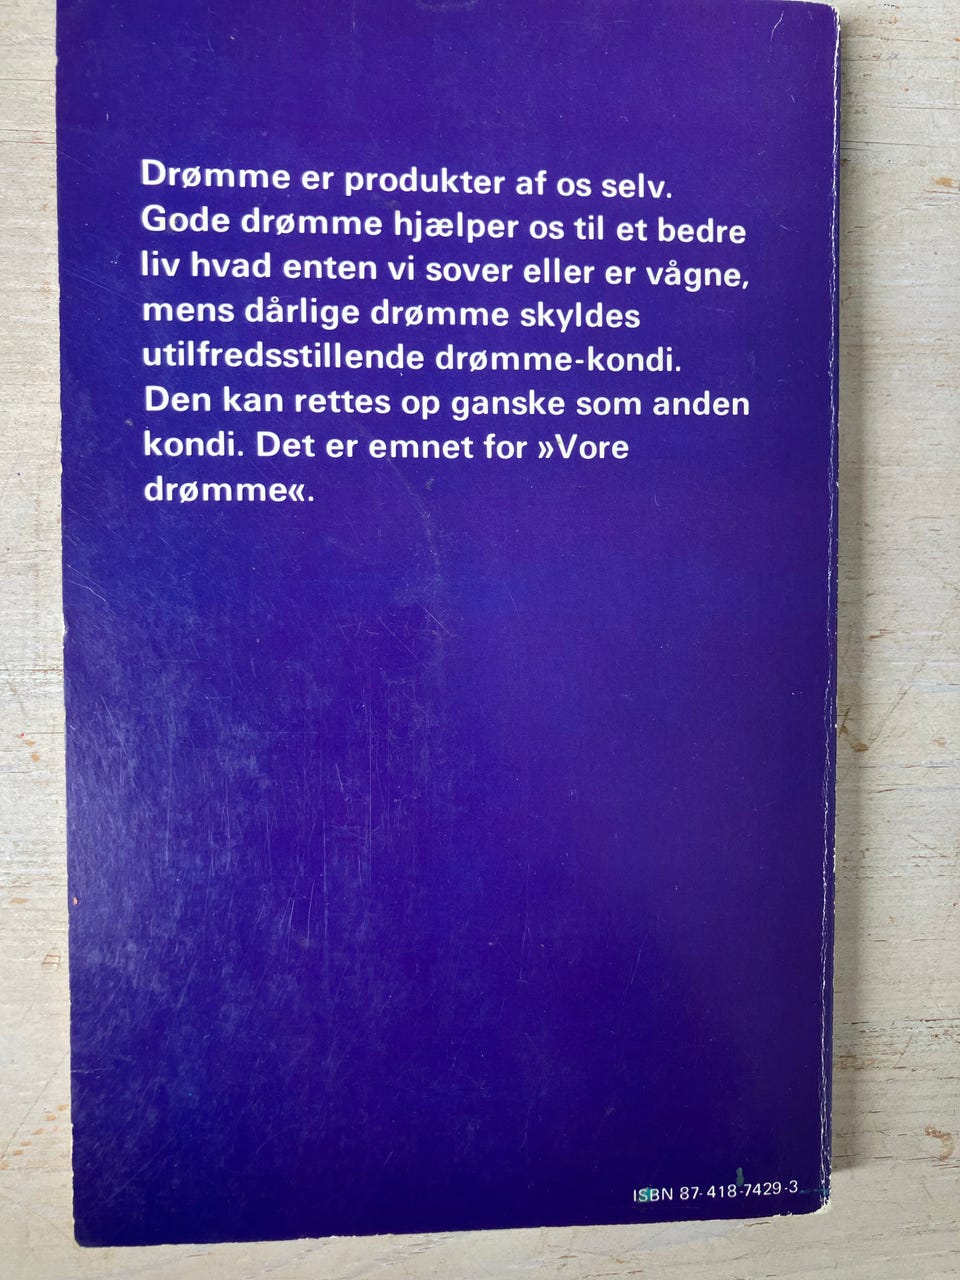 Drømme er produkter af os selv.
Gode drømme hjælper os til et bedre
liv hvad enten vi sover eller er vågne,
mens dårlige drømme skyldes
utilfredsstillende drømme-kondi.
Den kan rettes op ganske som anden
kondi. Det er emnet for »Vore
drømme«.
ISBN 87-418-7429-3